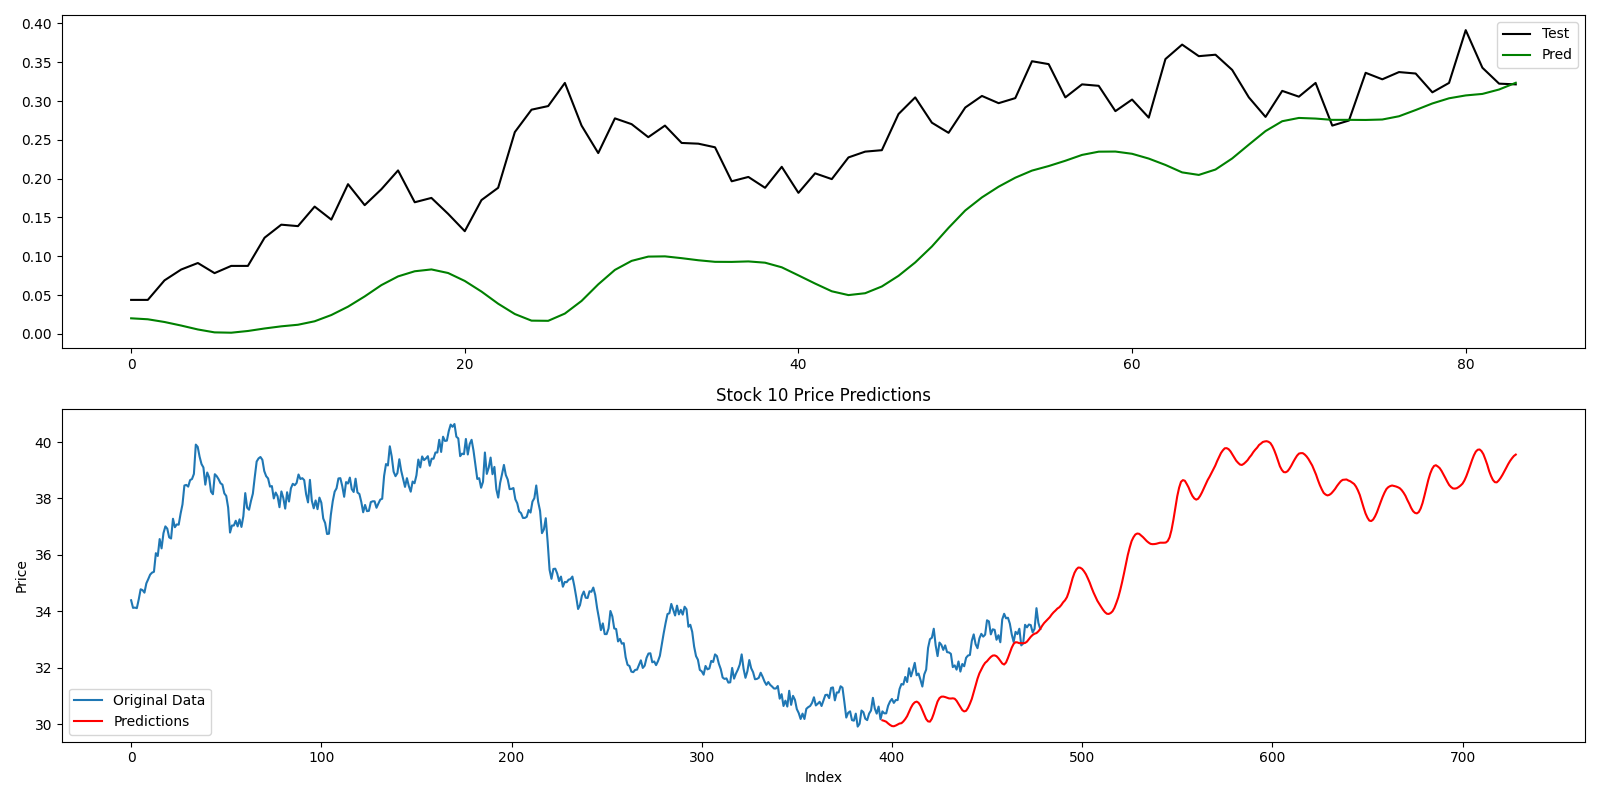 0.40
0.35
0.30
0.25
0.20
0.15
0.10
0.05
0.00
Test
Pred
0 20 40 60 80
Stock 10 Price Predictions
Price
40
38
36
34
32
30
Original Data
Predictions
0 100 200 300 400 500 600 700
Index